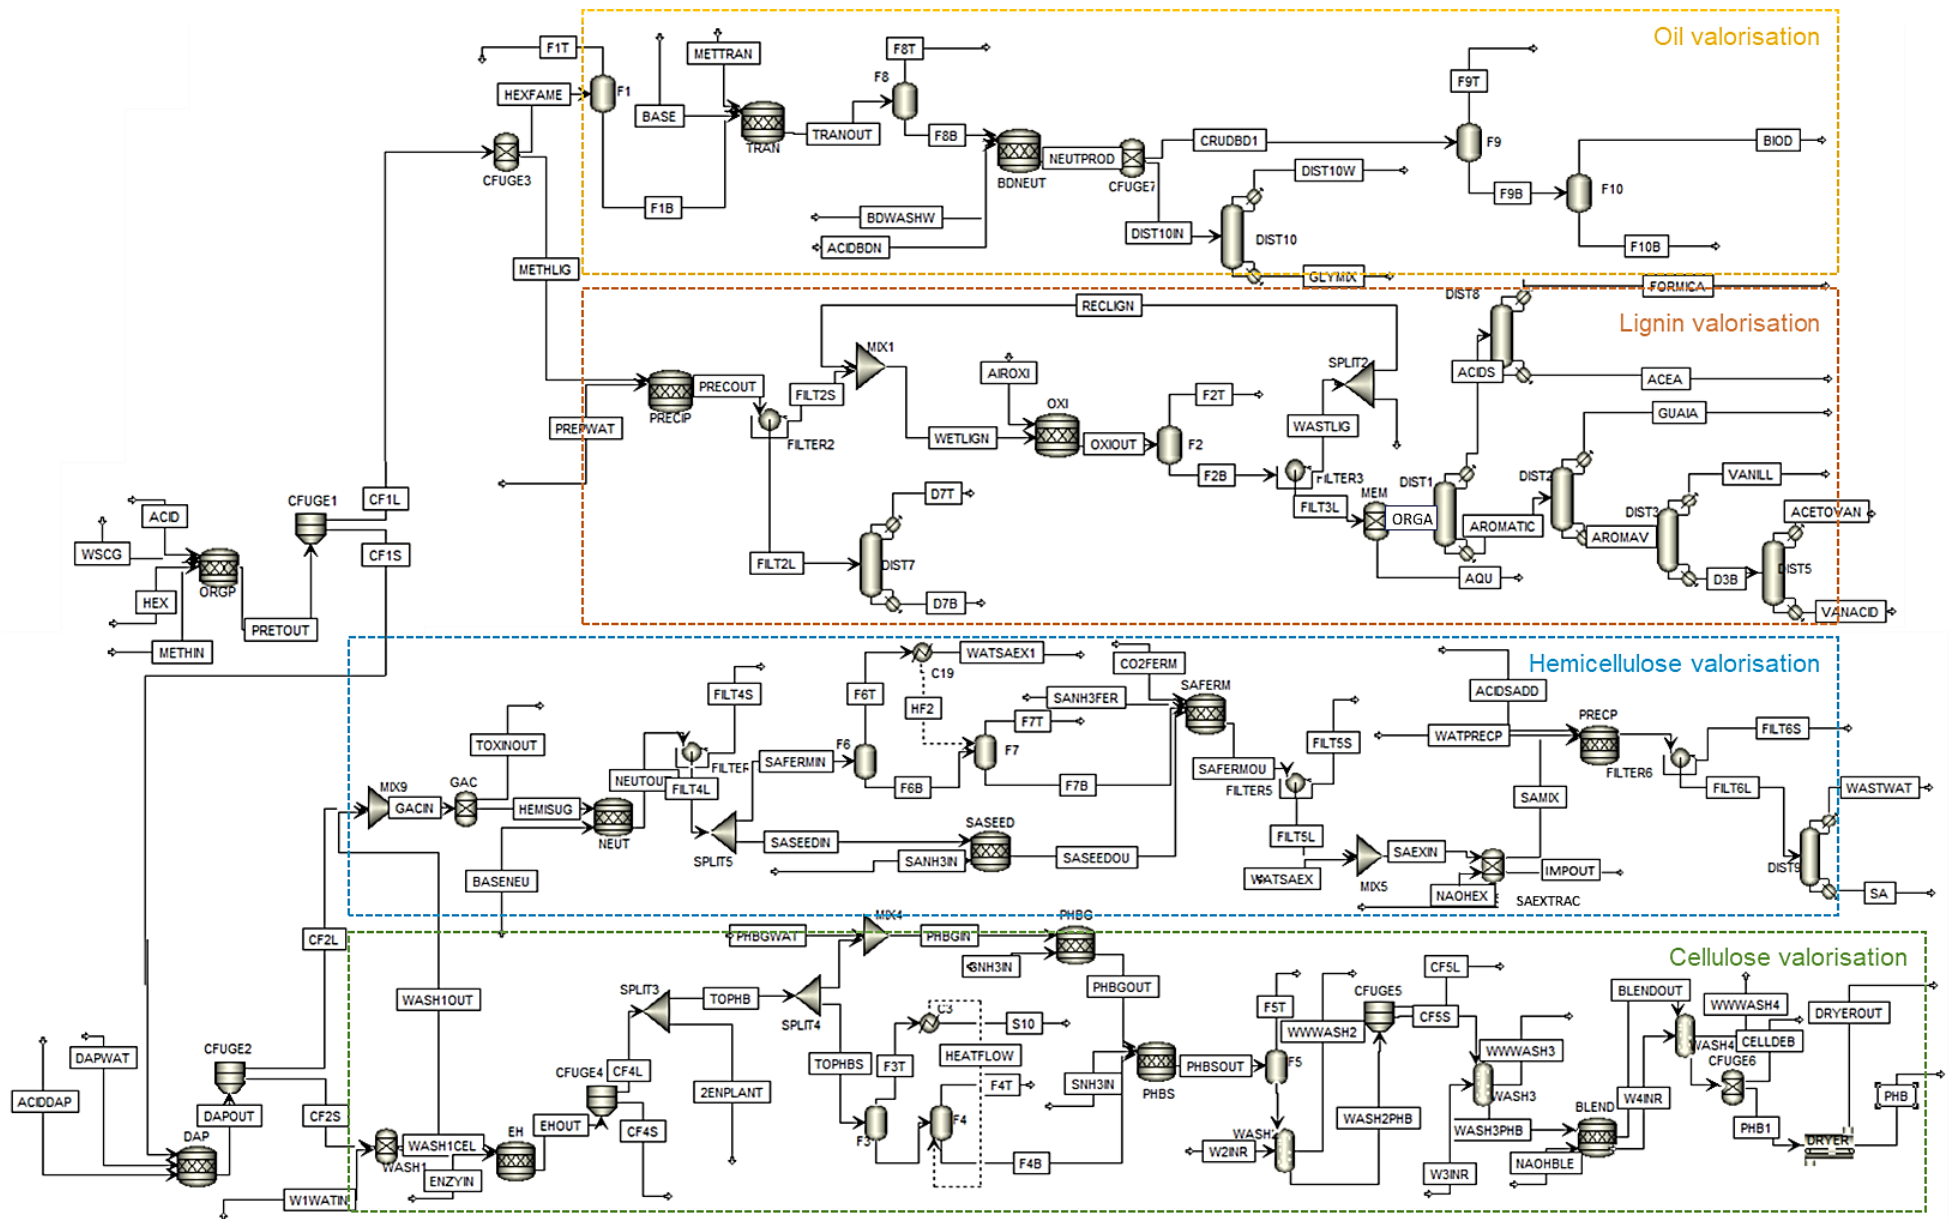 Oil valorisation
F1T
HEXFAME
F1
CFUGE3
METTRAN
BASE
TRAN
TRANOUT
F1B
F8T
F8
F8B
BDNEUT
NEUTPROD
CFUGE7
CRUDBD1
BDWASHW
ACIDBDN
DIST10IN
DIST10W
DIST10
GLYMIX
F9T
F9
F9B
F10
BIOD
F10B
METHLIG
Lignin valorisation
RECLIGN
MIX1
PRECOUT
FILT2S
PRECIP
PREPWAT
FILTER2
WETLIGN
AIROXI
OXI
OXIOUT
F2T
F2
F2B
SPLIT2
WASTLIG
FILTER3
FILT3L
MEM
ORGA
AQU
DIST1
ACIDS
DIST8
FORMICA
ACEA
GUAIA
DIST2
AROMATIC
AROMAV
DIST3
VANILL
ACETOVAN
D3B
DIST5
VANACID
FILT2L
D7T
DIST7
D7B
ACID
WSCG
HEX
METHIN
ORGP
PRETOUT
CFUGE1
CF1L
CF1S
Hemicellulose valorisation
MIX9
GACIN
GAC
TOXINOUT
HEMISUG
BASENEU
NEUT
NEUTOUT
FILT4S
FILTER
FILT4L
SPLIT5
SAFERMIN
SASEEDIN
SANH3IN
F6T
F6
F6B
C19
WATSAEX1
HF2
F7T
F7
F7B
SASEED
SASEEDOU
CO2FERM
SANH3FER
SAFERM
SAFERMOU
FILT5S
FILTER5
FILT5L
WATSAEX
MIX5
SAEXIN
NAOHEX
SAEXTRAC
IMPOUT
SAMIX
ACIDSADD
WATPRECP
PRECP
FILTER6
FILT6S
FILT6L
WASTWAT
DIST9
SA
Cellulose valorisation
CF2L
WASH1OUT
ACIDDAP
DAPWAT
DAP
DAPOUT
CFUGE2
CF2S
WASH1
WASH1CEL
W1WATIN
ENZYIN
EH
EHOUT
CFUGE4
CF4L
CF4S
SPLIT3
TOPHB
2ENPLANT
SPLIT4
TOPHBS
PHBGWAT
MIX4
PHBGIN
SNH3IN
PHBG
PHBGOUT
F3
F3T
C3
S10
HEATFLOW
F4T
F4
F4B
SNH3IN
PHBS
PHBSOUT
F5T
F5
W2INR
WWWASH2
WASH2PHB
CFUGE5
CF5L
CF5S
WWWASH3
WASH3
W3INR
WASH3PHB
NAOHBLE
BLEND
BLENDOUT
W4INR
WASH4
WWWASH4
CELLDEB
CFUGE6
PHB1
DRYER
DRYEROUT
PHB